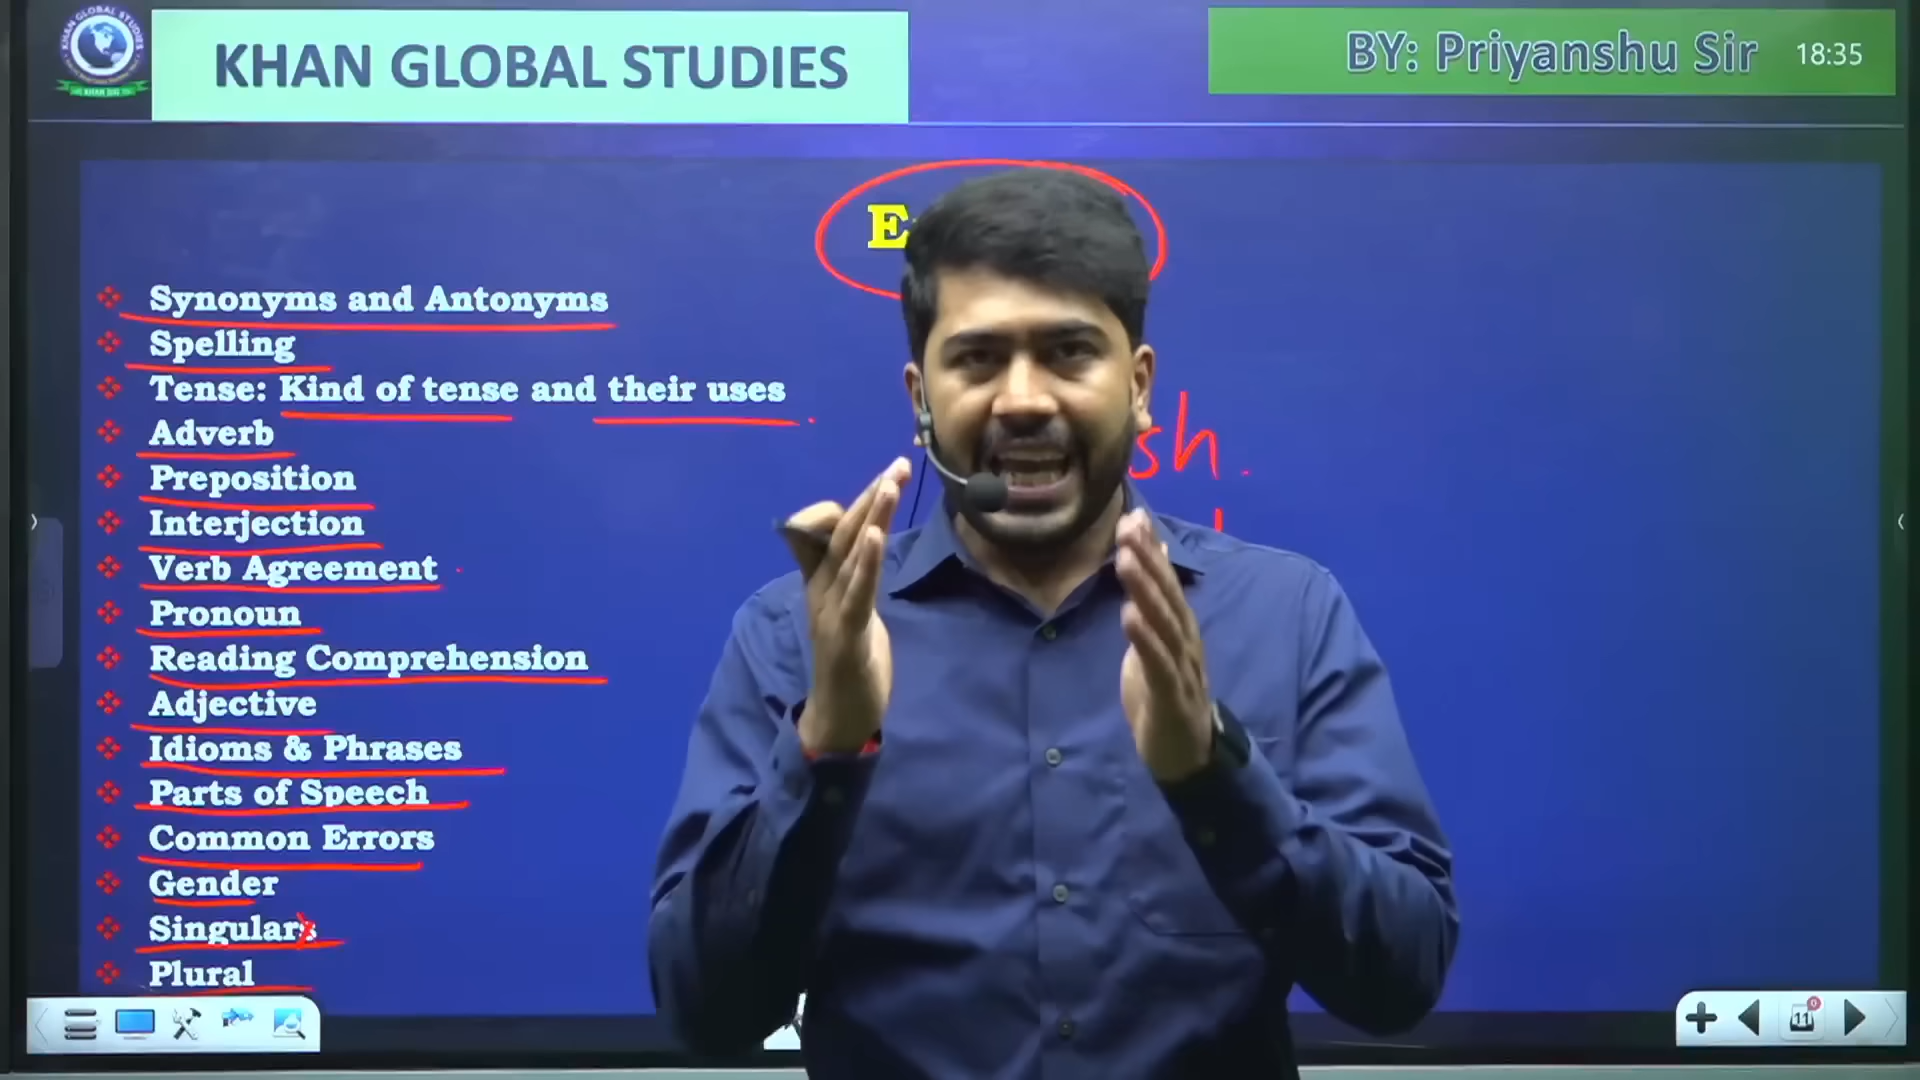 KHAN GLOBAL STUDIES
BY: Priyanshu Sir
18:35
Synonyms and Antonyms
Spelling
Tense: Kind of tense and their uses
Adverb
Preposition
Interjection
Verb Agreement
Pronoun
Reading Comprehension
Adjective
Idioms & Phrases
Parts of Speech
Common Errors
Gender
Singulars
Plural
11